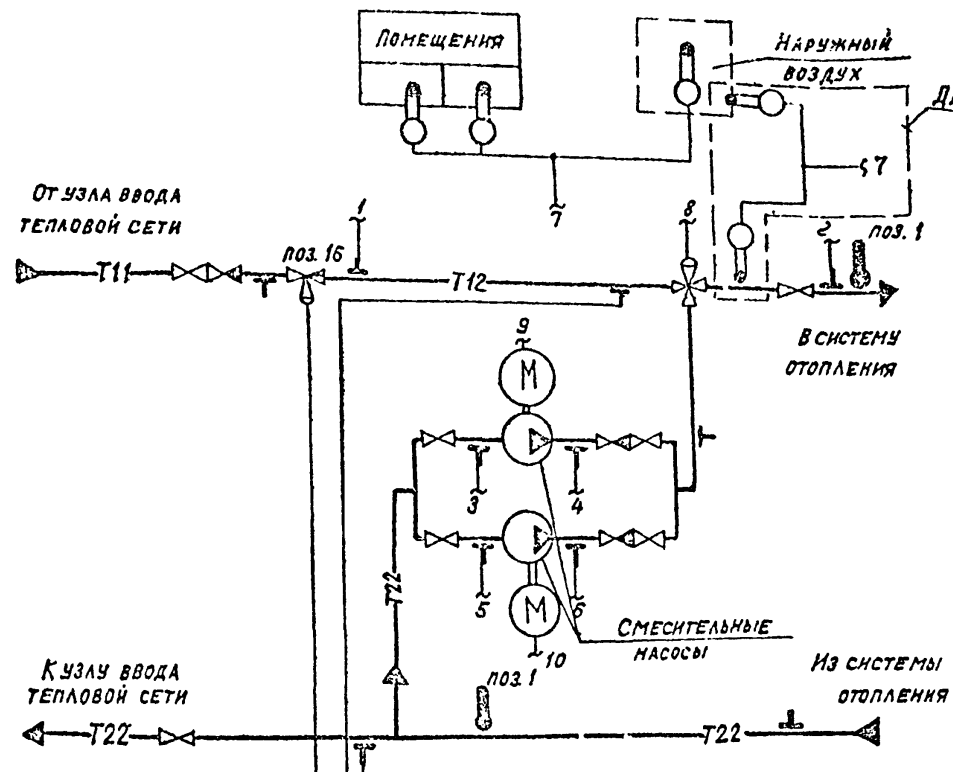 ПОМЕЩЕНИЯ
НАРУЖНЫЙ
ВОЗДУХ
7
7
ОТ УЗЛА ВВОДА
ТЕПЛОВОЙ СЕТИ
ПОЗ. 16
1
8
2
ПОЗ. 1
Т11
Т12
В СИСТЕМУ
ОТОПЛЕНИЯ
9
М
3
4
5
6
М
10
Т22
СМЕСИТЕЛЬНЫЕ
НАСОСЫ
К УЗЛУ ВВОДА
ТЕПЛОВОЙ СЕТИ
ПОЗ. 1
ИЗ СИСТЕМЫ
ОТОПЛЕНИЯ
Т22
Т22